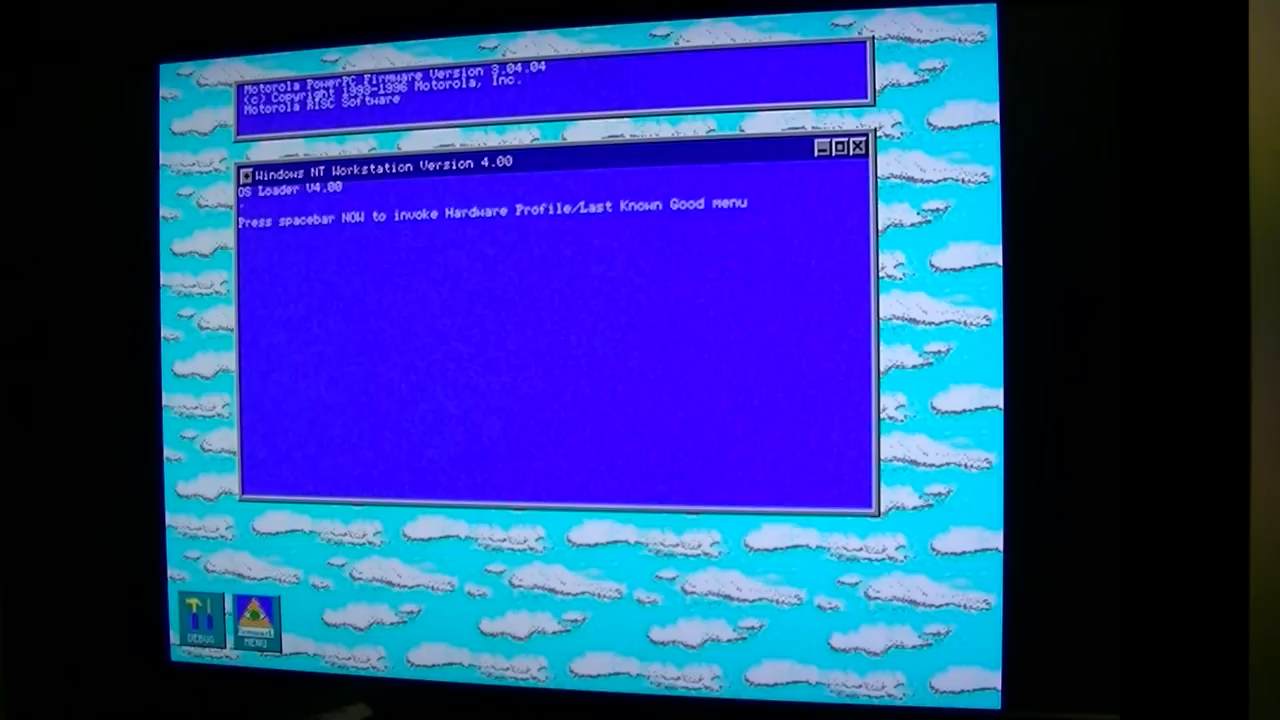 Motorola PowerPC Firmware Version 3.04.04
(c) Copyright 1993-1996 Motorola, Inc.
Motorola RISC Software
Windows NT Workstation Version 4.00
OS Loader V4.00
.
Press spacebar NOW to invoke Hardware Profile/Last Known Good menu
DEBUG
MENU